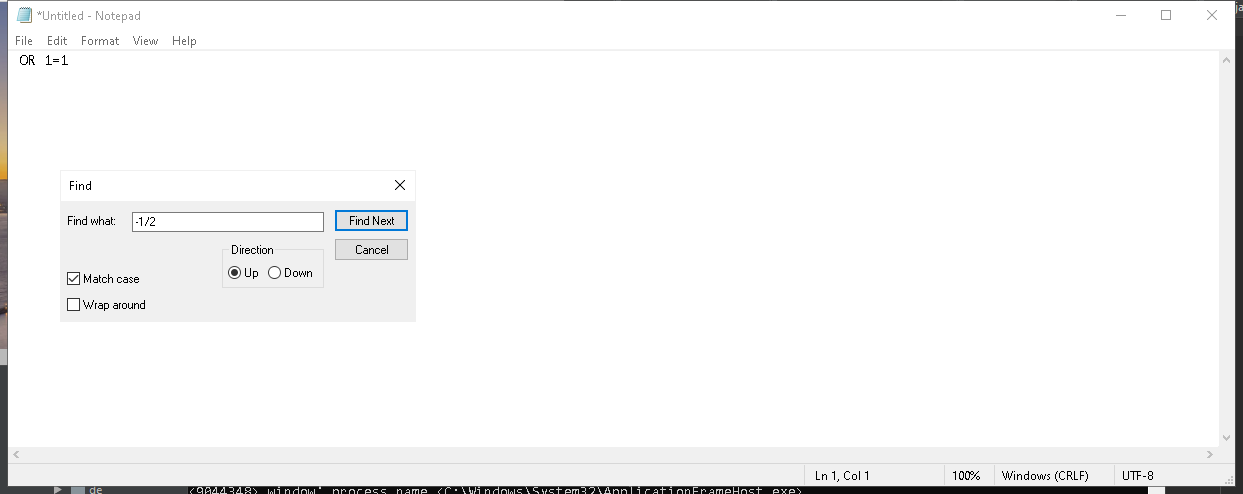 *Untitled - Notepad
File Edit Format View Help
OR 1=1
Find
Find what: -1/2 Find Next
Direction Cancel
Up Down
Match case
Wrap around
Ln 1, Col 1 100% Windows (CRLF) UTF-8
de <9044348> window' process name <C:\Windows\System32\ApplicationFrameHost.exe>